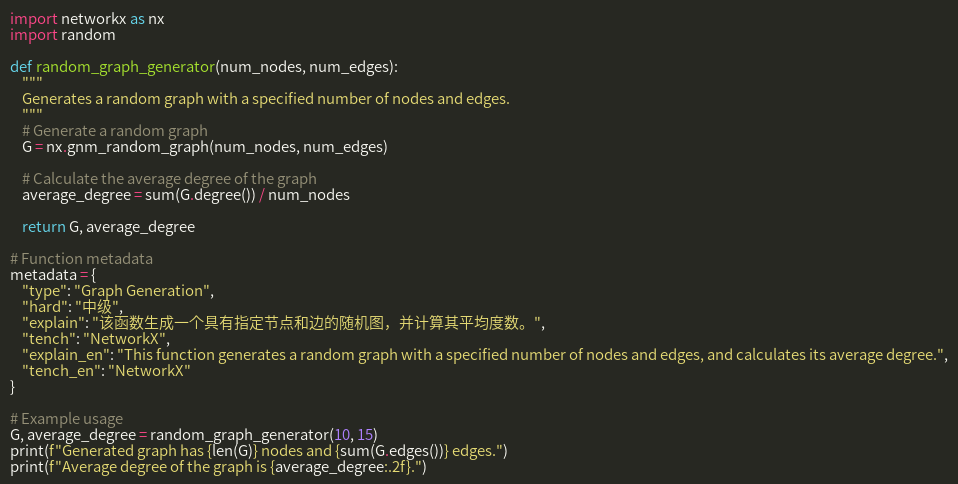 import networkx as nx
import random

def random_graph_generator(num_nodes, num_edges):
    """
    Generates a random graph with a specified number of nodes and edges.
    """
    # Generate a random graph
    G = nx.gnm_random_graph(num_nodes, num_edges)

    # Calculate the average degree of the graph
    average_degree = sum(G.degree()) / num_nodes

    return G, average_degree

# Function metadata
metadata = {
    "type": "Graph Generation",
    "hard": "中级",
    "explain": "该函数生成一个具有指定节点和边的随机图，并计算其平均度数。",
    "tench": "NetworkX",
    "explain_en": "This function generates a random graph with a specified number of nodes and edges, and calculates its average degree.",
    "tench_en": "NetworkX"
}

# Example usage
G, average_degree = random_graph_generator(10, 15)
print(f"Generated graph has {len(G)} nodes and {sum(G.edges())} edges.")
print(f"Average degree of the graph is {average_degree:.2f}.")